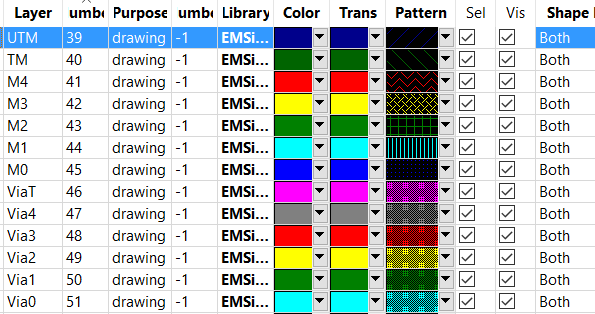 Layer umbe Purpose umbe Library Color Trans Pattern Sel Vis Shape
UTM 39 drawing -1 EMSi... Both
TM 40 drawing -1 EMSi... Both
M4 41 drawing -1 EMSi... Both
M3 42 drawing -1 EMSi... Both
M2 43 drawing -1 EMSi... Both
M1 44 drawing -1 EMSi... Both
M0 45 drawing -1 EMSi... Both
ViaT 46 drawing -1 EMSi... Both
Via4 47 drawing -1 EMSi... Both
Via3 48 drawing -1 EMSi... Both
Via2 49 drawing -1 EMSi... Both
Via1 50 drawing -1 EMSi... Both
Via0 51 drawing -1 EMSi... Both